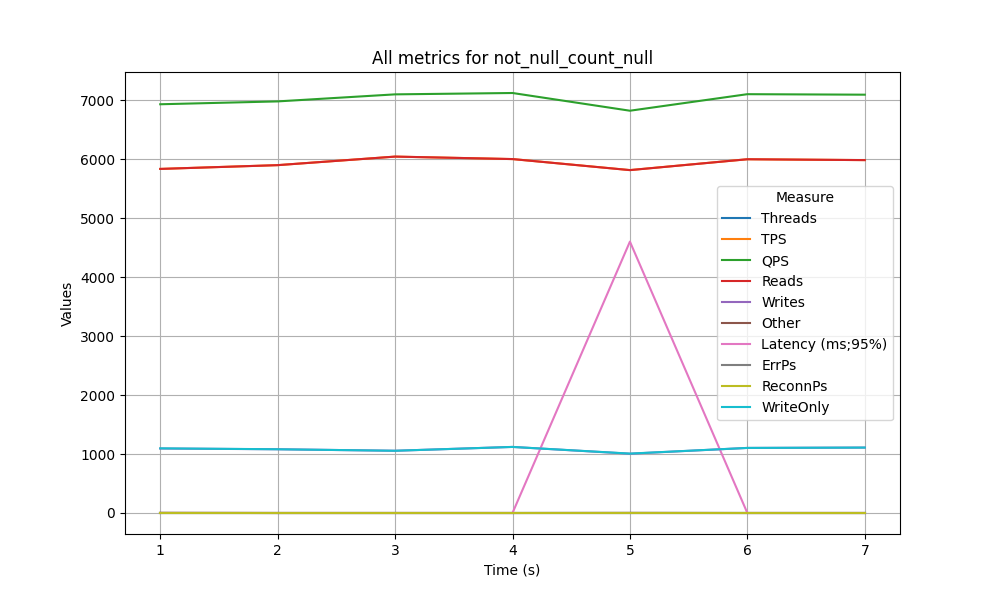 All metrics for not_null_count_null
Values
7000
6000
5000
4000
3000
2000
1000
0
Measure
Threads
TPS
QPS
Reads
Writes
Other
Latency (ms;95%)
ErrPs
ReconnPs
WriteOnly
1 2 3 4 5 6 7
Time (s)